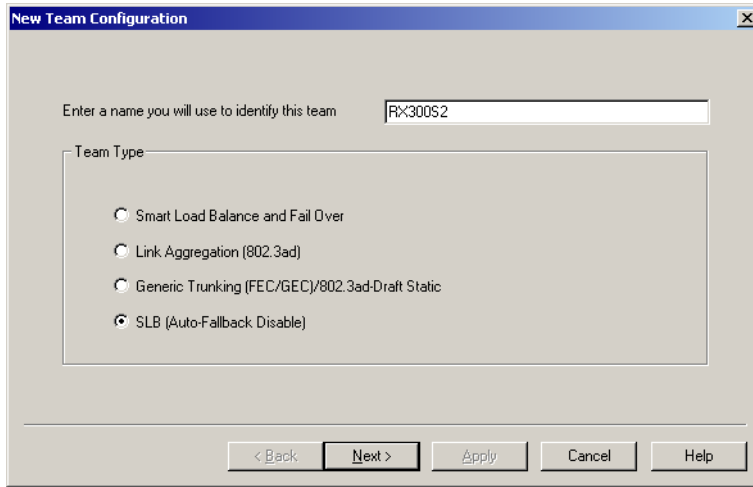 New Team Configuration
Enter a name you will use to identify this team RX300S2
Team Type
Smart Load Balance and Fail Over
Link Aggregation (802.3ad)
Generic Trunking (FEC/GEC)/802.3ad-Draft Static
SLB (Auto-Fallback Disable)
< Back Next > Apply Cancel Help